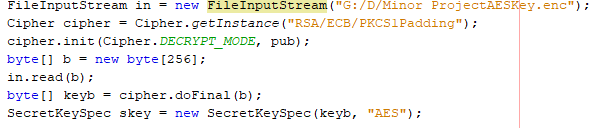 FileInputStream in = new FileInputStream("G:/D/Minor ProjectAESKey.enc");
Cipher cipher = Cipher.getInstance("RSA/ECB/PKCS1Padding");
cipher.init(Cipher.DECRYPT_MODE, pub);
byte[] b = new byte[256];
in.read(b);
byte[] keyb = cipher.doFinal(b);
SecretKeySpec skey = new SecretKeySpec(keyb, "AES");